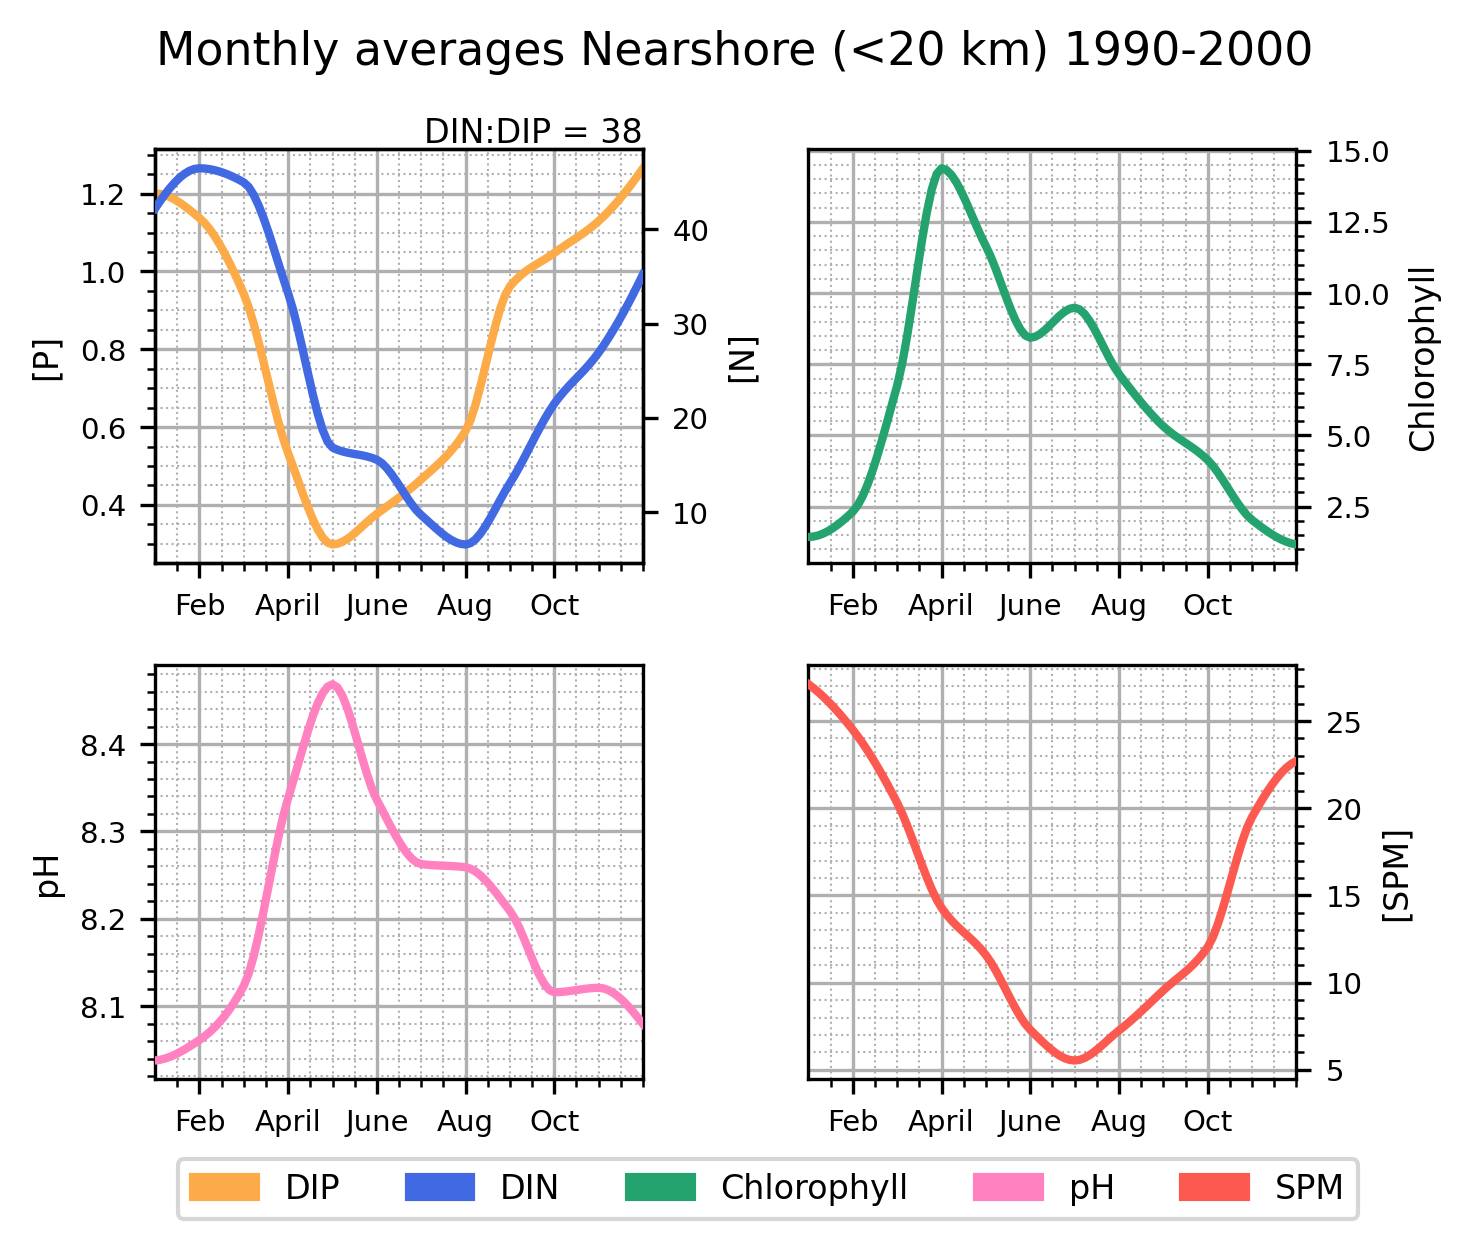 Monthly averages Nearshore (<20 km) 1990-2000
DIN:DIP = 38
1.2
1.0
0.8
0.6
0.4
[P]
40
30
20
10
[N]
Feb April June Aug Oct
15.0
12.5
10.0
7.5
5.0
2.5
Chlorophyll
Feb April June Aug Oct
8.4
8.3
8.2
8.1
pH
Feb April June Aug Oct
25
20
15
10
5
[SPM]
Feb April June Aug Oct
DIP DIN Chlorophyll pH SPM